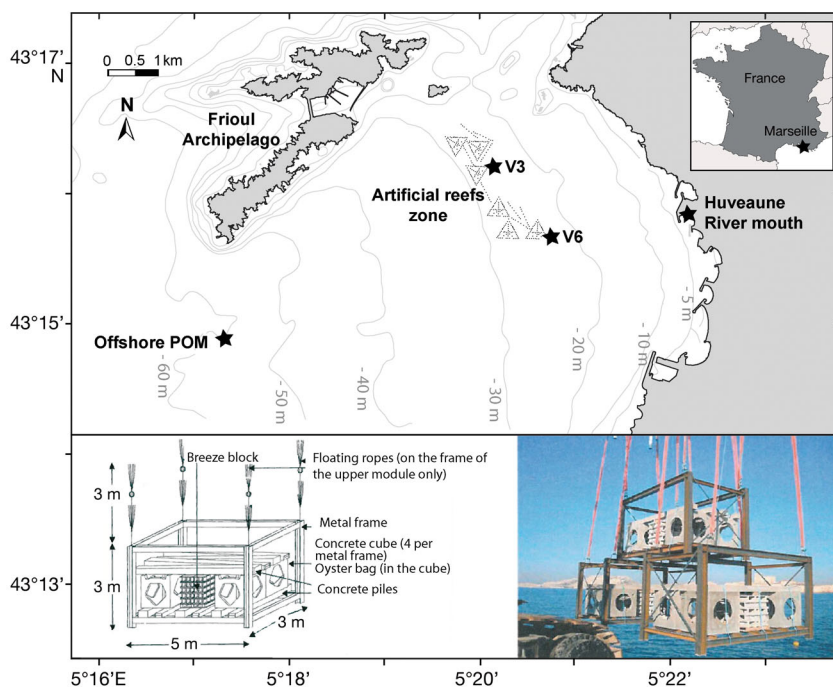 43°17'
N
0 0.5 1km
N
Frioul
Archipelago
France
Marseille
V3
Artificial reefs
zone
V6
Huveaune
River mouth
43°15'
Offshore POM
- 60 m
- 50 m
- 40 m
- 30 m
- 20 m
- 10 m
- 5 m
Breeze block
Floating ropes (on the frame of
the upper module only)
3 m
Metal frame
Concrete cube (4 per
metal frame)
Oyster bag (in the cube)
Concrete piles
3 m
3 m
5 m
43°13'
5°16'E
5°18'
5°20'
5°22'